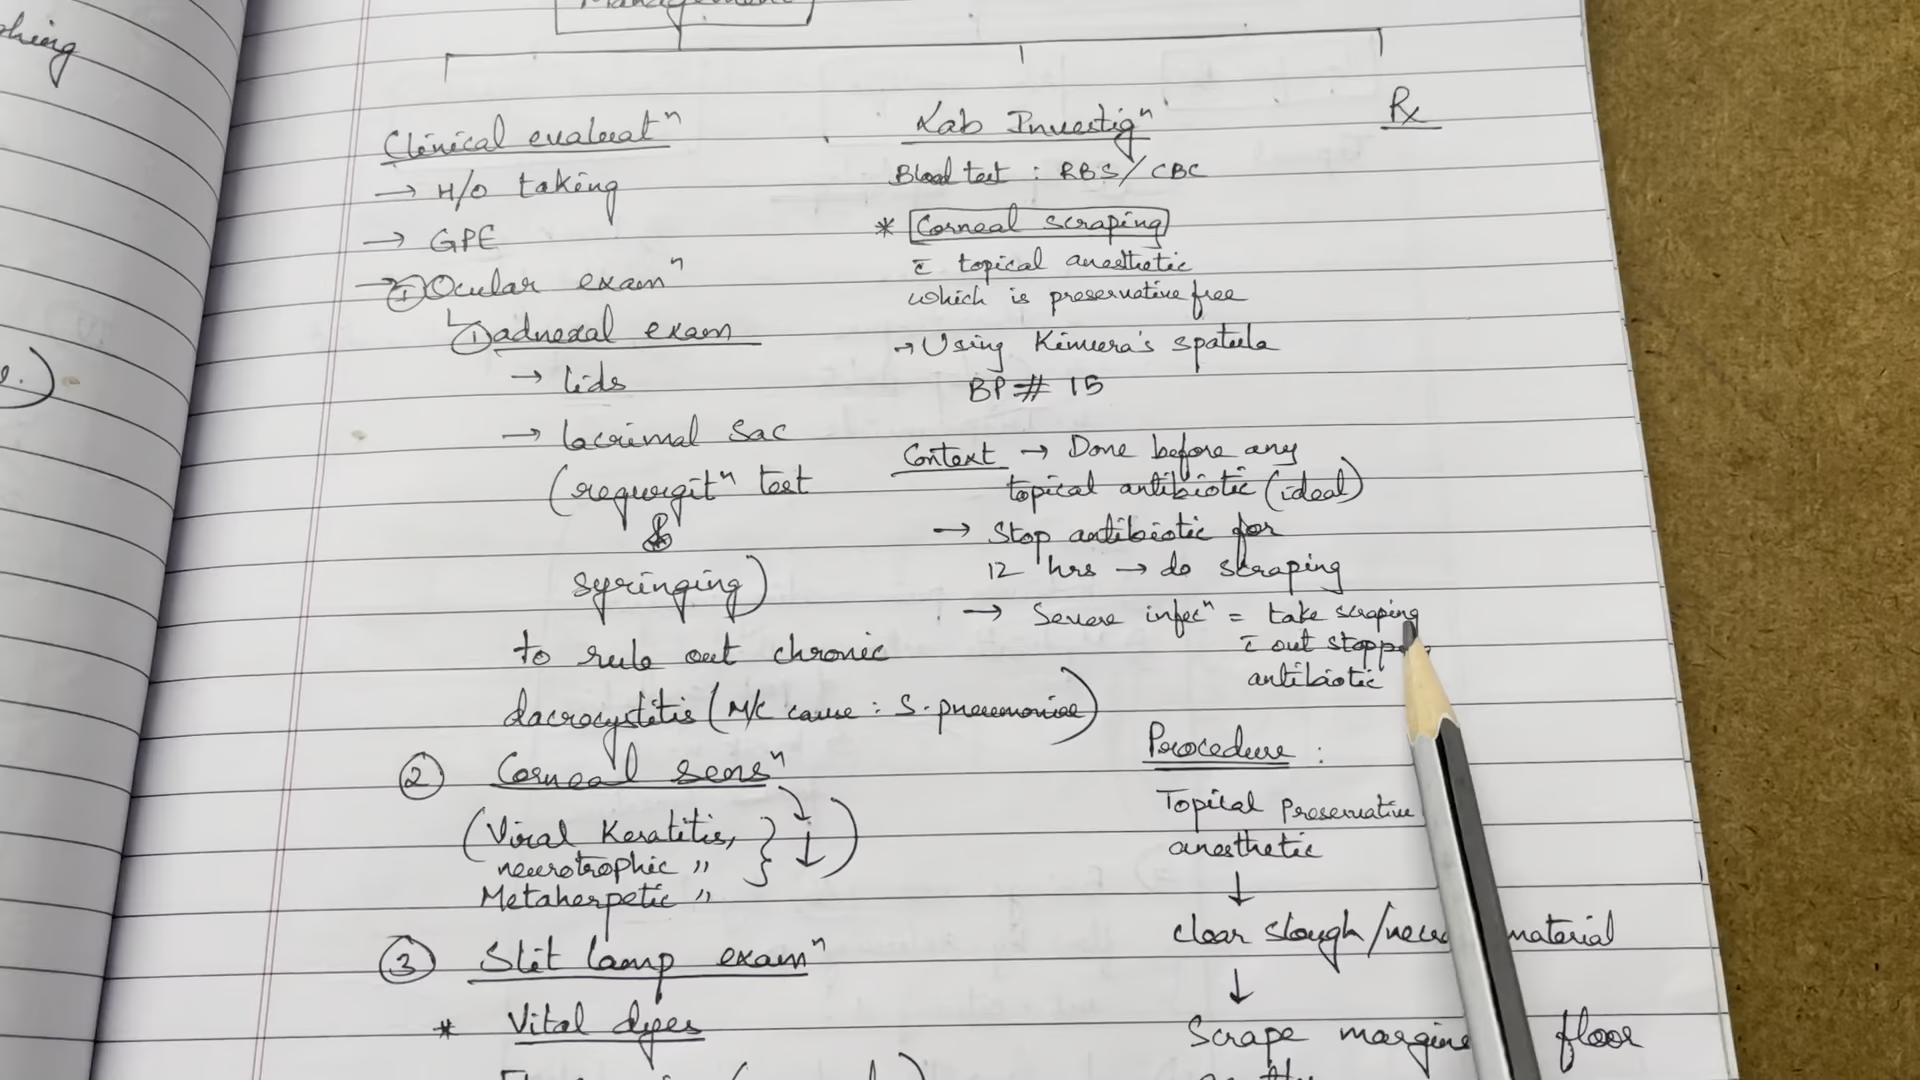 Management
Clinical evaluatⁿ
→ H/O taking
→ GPE
→ ① Ocular examⁿ
① adnexal exam
→ lids
→ lacrimal sac
(regurgitⁿ test
&
syringing)
to rule out chronic
dacrocystitis (M/C cause : S. pneumoniae)
② Corneal sensⁿ
(Viral Keratitis,
neurotrophic ,,
Metaherpetic ,,
} ↓)
③ Slit lamp examⁿ
* Vital dyes
Lab Investigⁿ
Blood test : RBS/CBC
* Corneal scraping
c̄ topical anesthetic
which is preservative free
→ Using Kimura's spatula
BP # 15
Context → Done before any
topical antibiotic (ideal)
→ Stop antibiotic for
12 hrs → do scraping
→ Severe infecⁿ = take scraping
c̄ out
antibiotic
Procedure :
Topical preservative
anesthetic
↓
clear slough/ material
↓
Scrape margins floor
Rx
phing